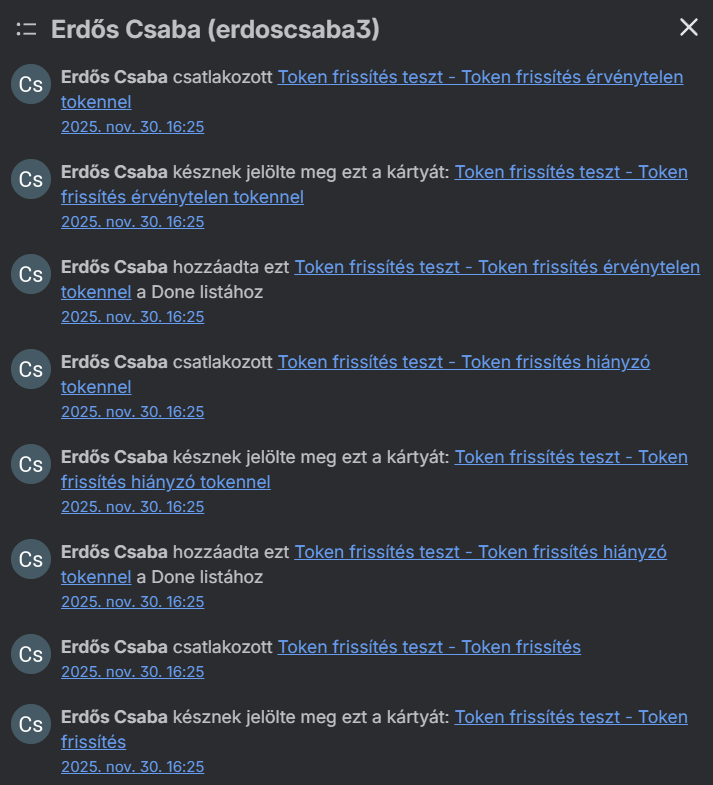 Erdős Csaba (erdoscsaba3)
Cs
Erdős Csaba csatlakozott Token frissítés teszt - Token frissítés érvénytelen
tokennel
2025. nov. 30. 16:25
Cs
Erdős Csaba késznek jelölte meg ezt a kártyát: Token frissítés teszt - Token
frissítés érvénytelen tokennel
2025. nov. 30. 16:25
Cs
Erdős Csaba hozzáadta ezt Token frissítés teszt - Token frissítés érvénytelen
tokennel a Done listához
2025. nov. 30. 16:25
Cs
Erdős Csaba csatlakozott Token frissítés teszt - Token frissítés hiányzó
tokennel
2025. nov. 30. 16:25
Cs
Erdős Csaba késznek jelölte meg ezt a kártyát: Token frissítés teszt - Token
frissítés hiányzó tokennel
2025. nov. 30. 16:25
Cs
Erdős Csaba hozzáadta ezt Token frissítés teszt - Token frissítés hiányzó
tokennel a Done listához
2025. nov. 30. 16:25
Cs
Erdős Csaba csatlakozott Token frissítés teszt - Token frissítés
2025. nov. 30. 16:25
Cs
Erdős Csaba késznek jelölte meg ezt a kártyát: Token frissítés teszt - Token
frissítés
2025. nov. 30. 16:25